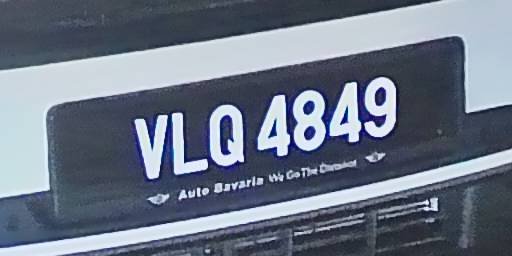 VLQ 4849
Auto Bavaria We Go The Distance